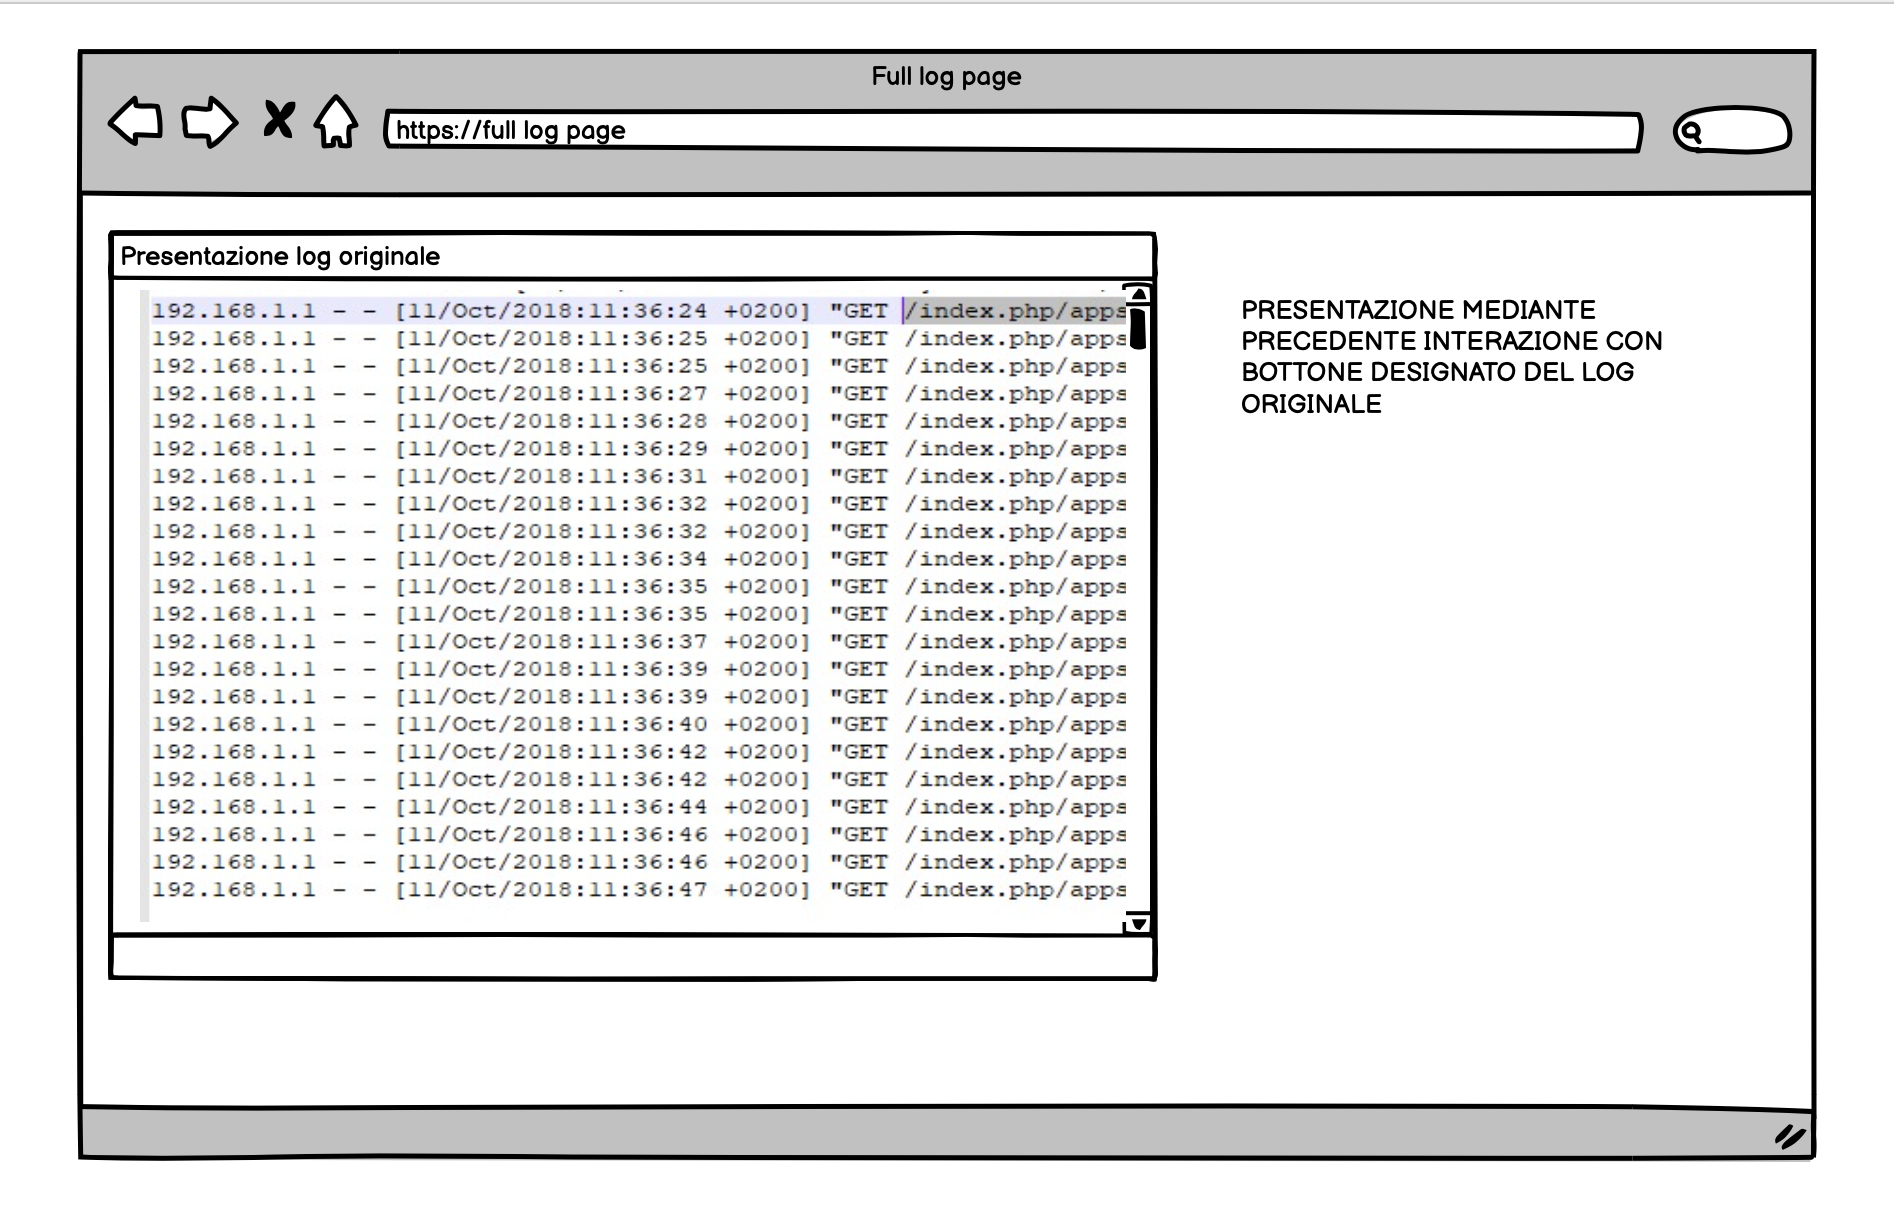 Full log page
https://full log page
Presentazione log originale
192.168.1.1 - - [11/Oct/2018:11:36:24 +0200] "GET /index.php/apps
192.168.1.1 - - [11/Oct/2018:11:36:25 +0200] "GET /index.php/apps
192.168.1.1 - - [11/Oct/2018:11:36:25 +0200] "GET /index.php/apps
192.168.1.1 - - [11/Oct/2018:11:36:27 +0200] "GET /index.php/apps
192.168.1.1 - - [11/Oct/2018:11:36:28 +0200] "GET /index.php/apps
192.168.1.1 - - [11/Oct/2018:11:36:29 +0200] "GET /index.php/apps
192.168.1.1 - - [11/Oct/2018:11:36:31 +0200] "GET /index.php/apps
192.168.1.1 - - [11/Oct/2018:11:36:32 +0200] "GET /index.php/apps
192.168.1.1 - - [11/Oct/2018:11:36:32 +0200] "GET /index.php/apps
192.168.1.1 - - [11/Oct/2018:11:36:34 +0200] "GET /index.php/apps
192.168.1.1 - - [11/Oct/2018:11:36:35 +0200] "GET /index.php/apps
192.168.1.1 - - [11/Oct/2018:11:36:35 +0200] "GET /index.php/apps
192.168.1.1 - - [11/Oct/2018:11:36:37 +0200] "GET /index.php/apps
192.168.1.1 - - [11/Oct/2018:11:36:39 +0200] "GET /index.php/apps
192.168.1.1 - - [11/Oct/2018:11:36:39 +0200] "GET /index.php/apps
192.168.1.1 - - [11/Oct/2018:11:36:40 +0200] "GET /index.php/apps
192.168.1.1 - - [11/Oct/2018:11:36:42 +0200] "GET /index.php/apps
192.168.1.1 - - [11/Oct/2018:11:36:42 +0200] "GET /index.php/apps
192.168.1.1 - - [11/Oct/2018:11:36:44 +0200] "GET /index.php/apps
192.168.1.1 - - [11/Oct/2018:11:36:46 +0200] "GET /index.php/apps
192.168.1.1 - - [11/Oct/2018:11:36:46 +0200] "GET /index.php/apps
192.168.1.1 - - [11/Oct/2018:11:36:47 +0200] "GET /index.php/apps
PRESENTAZIONE MEDIANTE
PRECEDENTE INTERAZIONE CON
BOTTONE DESIGNATO DEL LOG
ORIGINALE